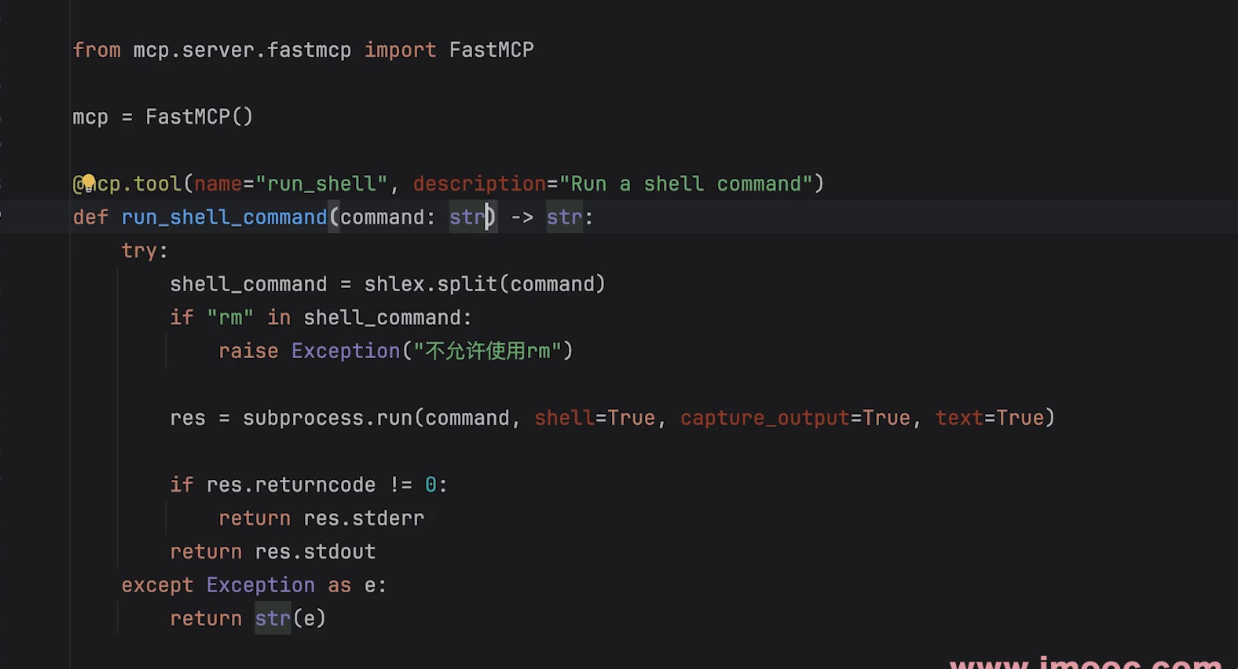 from mcp.server.fastmcp import FastMCP
mcp = FastMCP()
@mcp.tool(name="run_shell", description="Run a shell command")
def run_shell_command(command: str) -> str:
try:
shell_command = shlex.split(command)
if "rm" in shell_command:
raise Exception("不允许使用rm")
res = subprocess.run(command, shell=True, capture_output=True, text=True)
if res.returncode != 0:
return res.stderr
return res.stdout
except Exception as e:
return str(e)
www.imooc.com